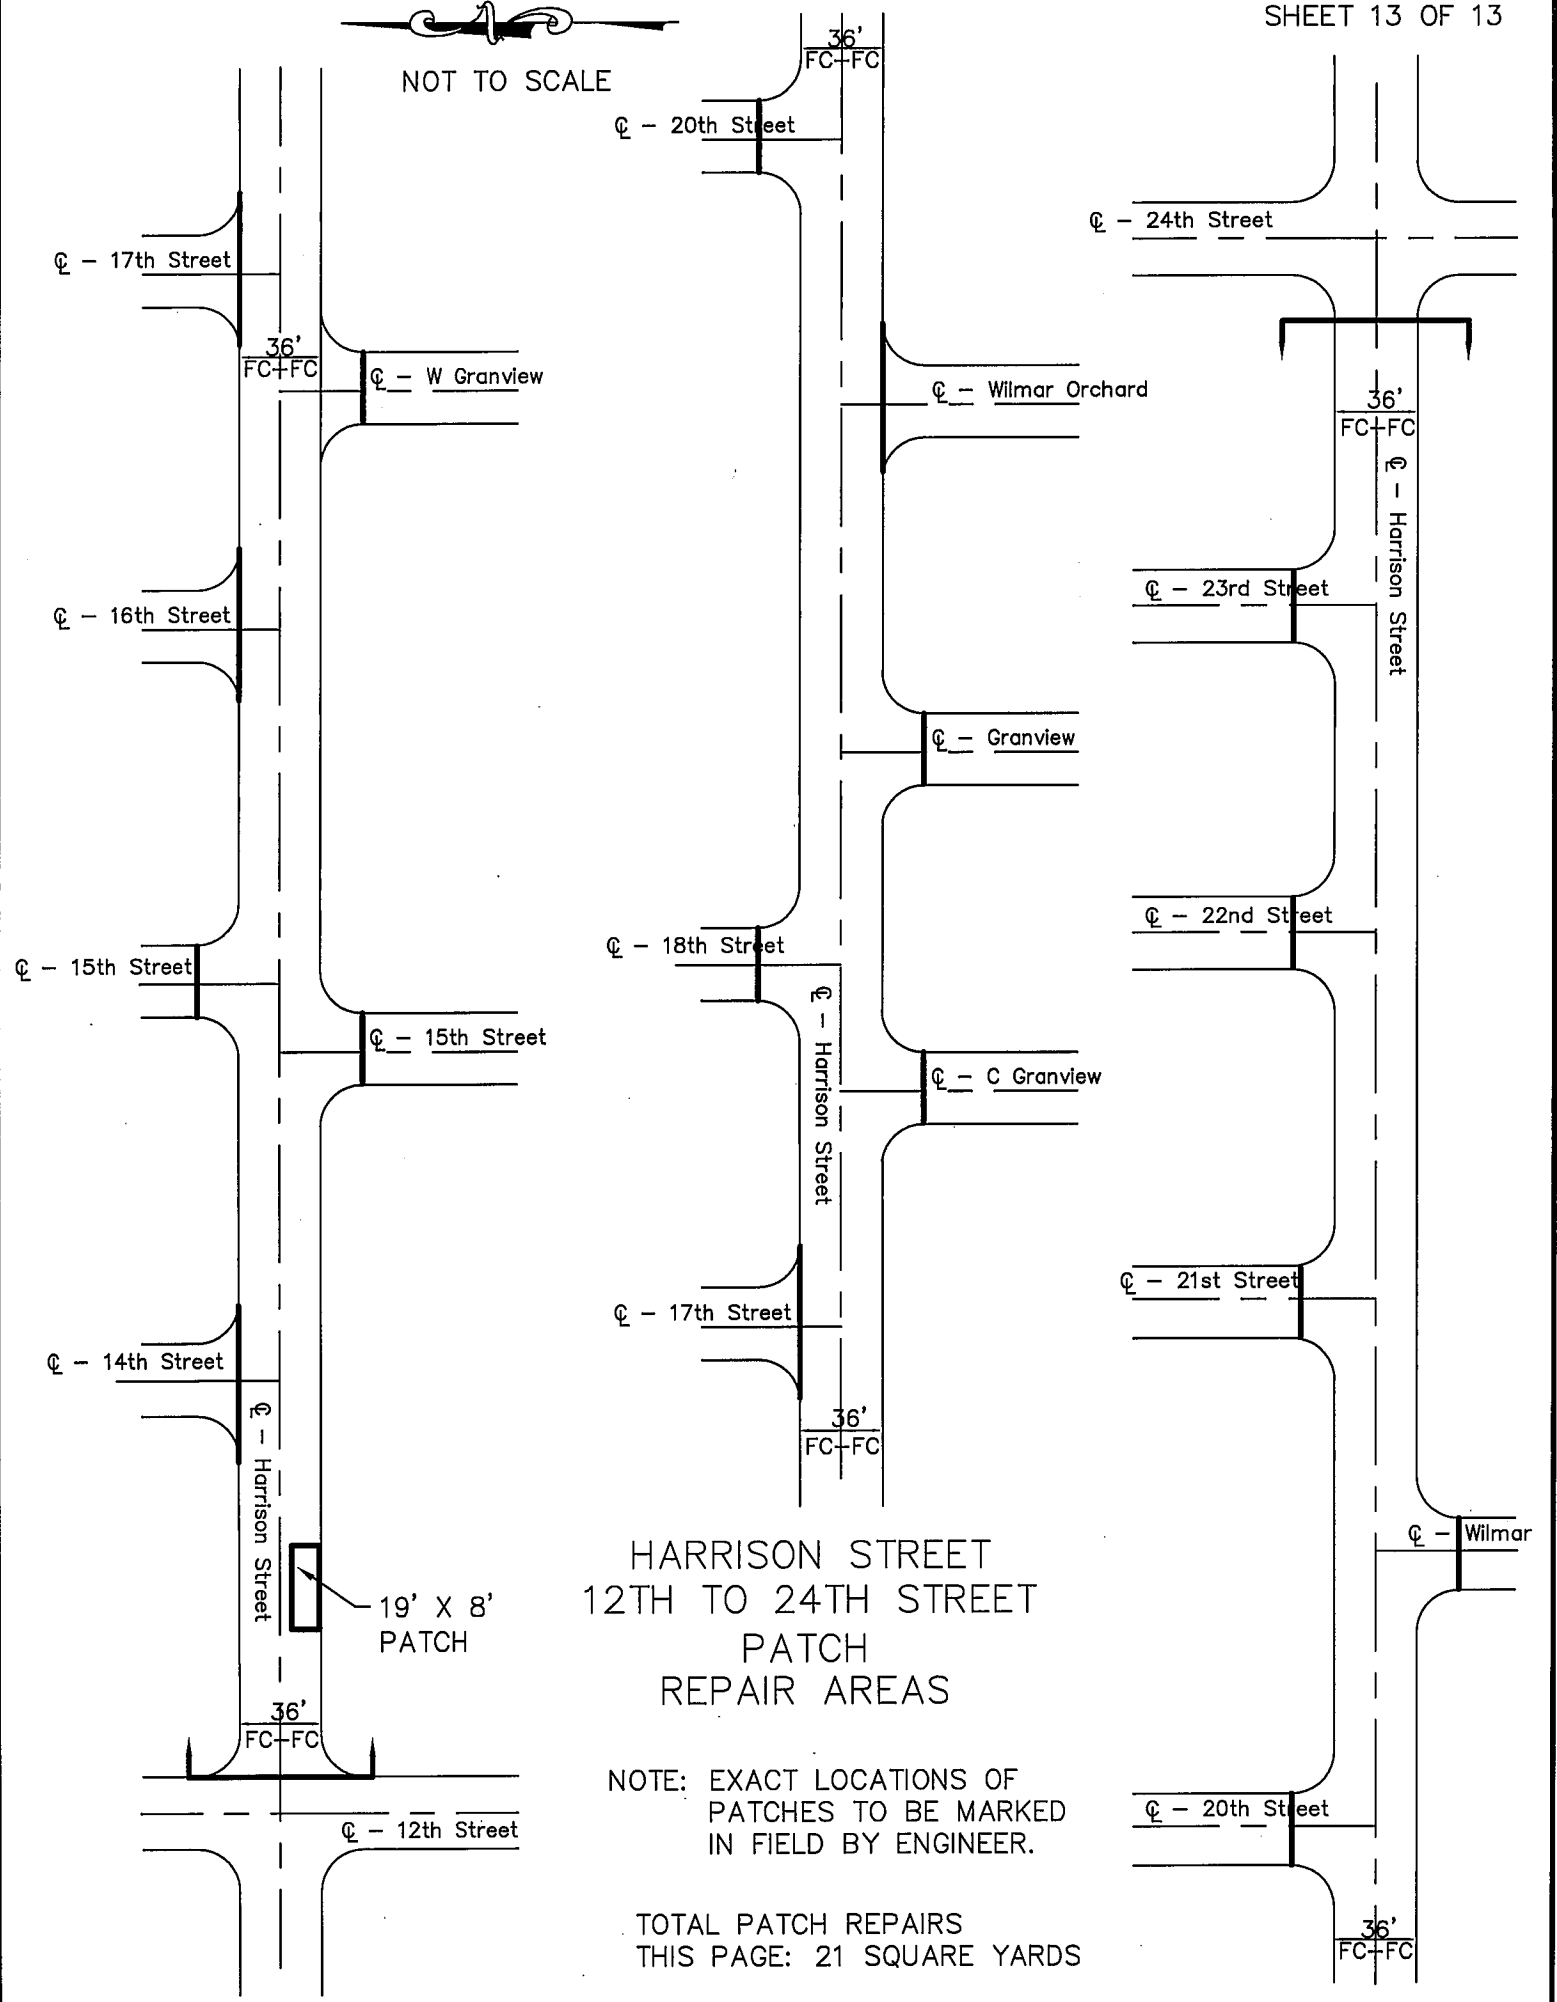 SHEET 13 OF 13
NOT TO SCALE
℄ - 17th Street
36'
FC-FC
℄ - W Granview
℄ - 16th Street
℄ - 15th Street
℄ - 15th Street
℄ - 14th Street
℄ - Harrison Street
19' X 8'
PATCH
36'
FC-FC
℄ - 12th Street
36'
FC-FC
℄ - 20th Street
℄ - Wilmar Orchard
℄ - Granview
℄ - 18th Street
℄ - Harrison Street
℄ - C Granview
℄ - 17th Street
36'
FC-FC
℄ - 24th Street
36'
FC-FC
℄ - Harrison Street
℄ - 23rd Street
℄ - 22nd Street
℄ - 21st Street
℄ - Wilmar
℄ - 20th Street
36'
FC-FC
HARRISON STREET
12TH TO 24TH STREET
PATCH
REPAIR AREAS
NOTE: EXACT LOCATIONS OF
PATCHES TO BE MARKED
IN FIELD BY ENGINEER.
TOTAL PATCH REPAIRS
THIS PAGE: 21 SQUARE YARDS